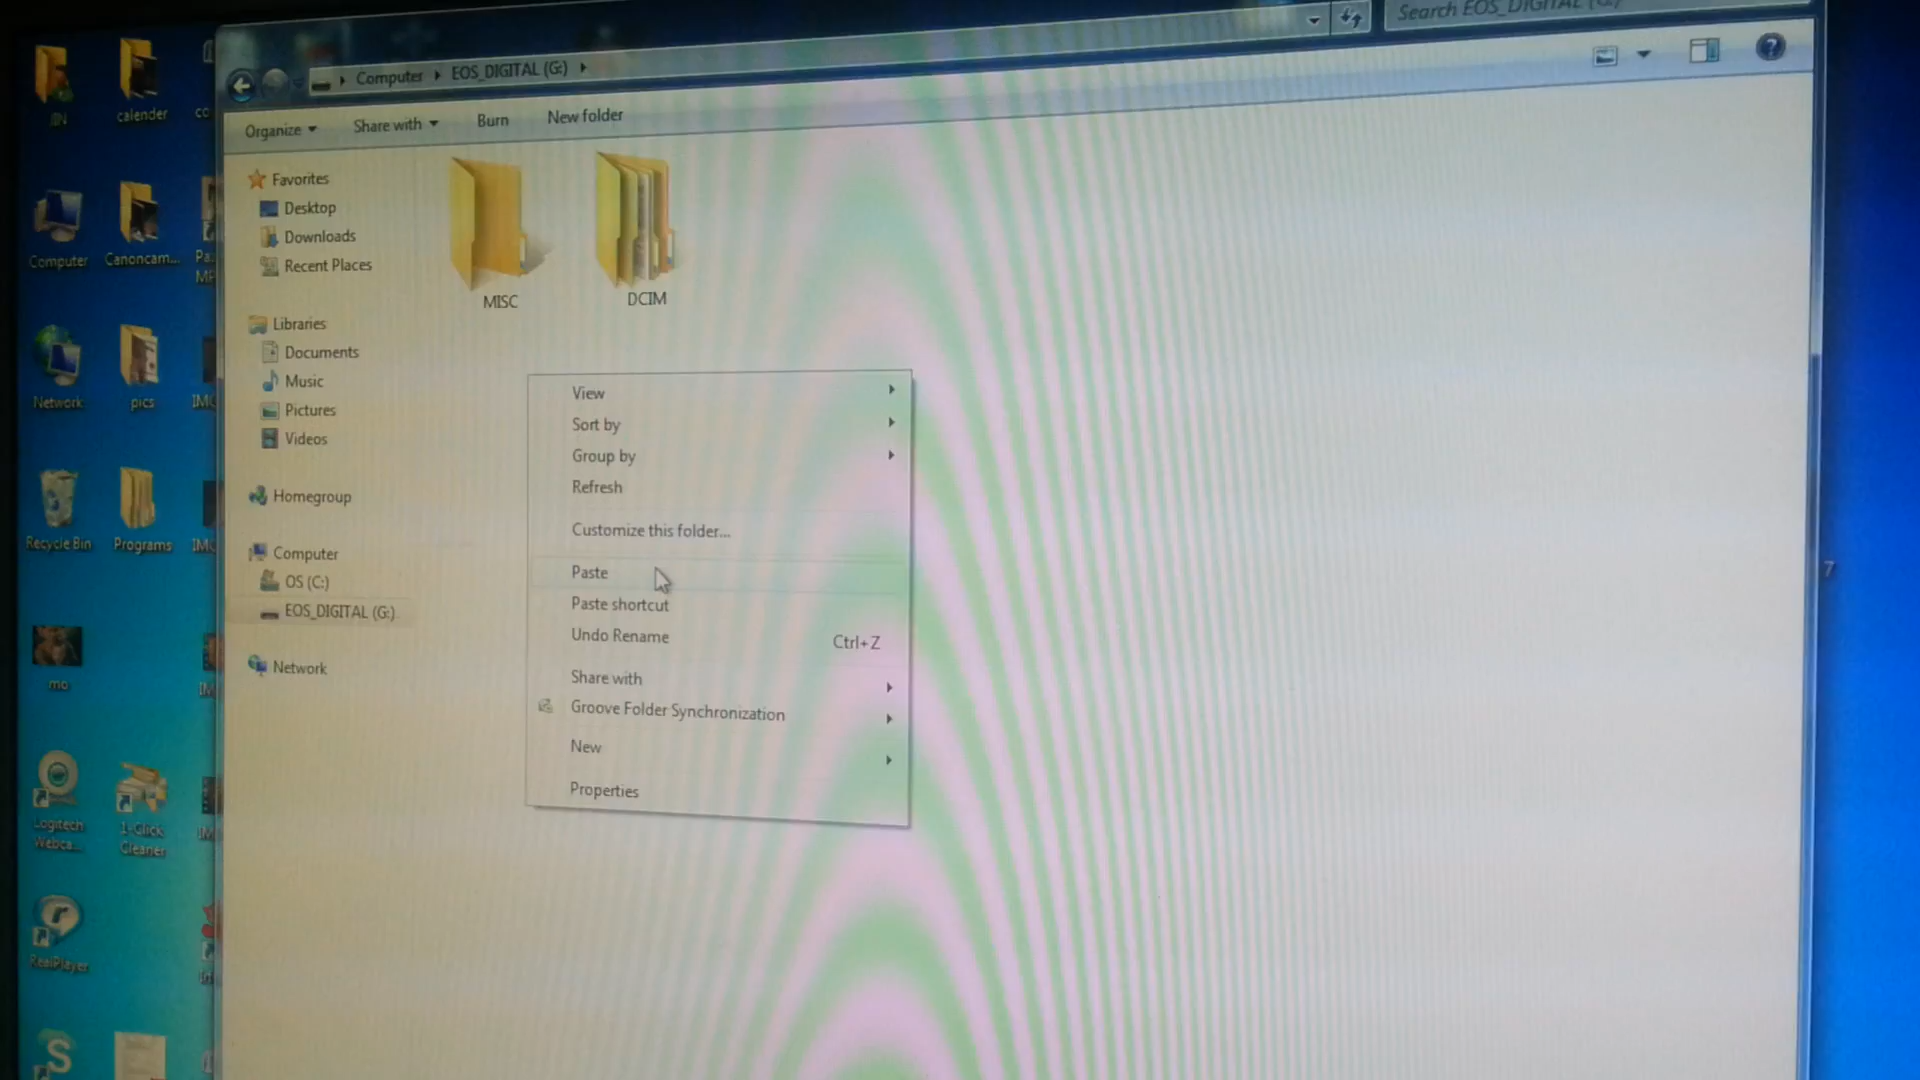 Search EOS_DIGITAL (G:)
Computer EOS_DIGITAL (G:)
Organize Share with Burn New folder
Favorites
Desktop
Downloads
Recent Places
Libraries
Documents
Music
Pictures
Videos
Homegroup
Computer
OS (C:)
EOS_DIGITAL (G:)
Network
MISC
DCIM
View
Sort by
Group by
Refresh
Customize this folder...
Paste
Paste shortcut
Undo Rename Ctrl+Z
Share with
Groove Folder Synchronization
New
Properties
calender
Computer
Canoncam...
Network
pics
Recycle Bin
Programs
mo
Logitech
Webca...
1-Click
Cleaner
RealPlayer
7